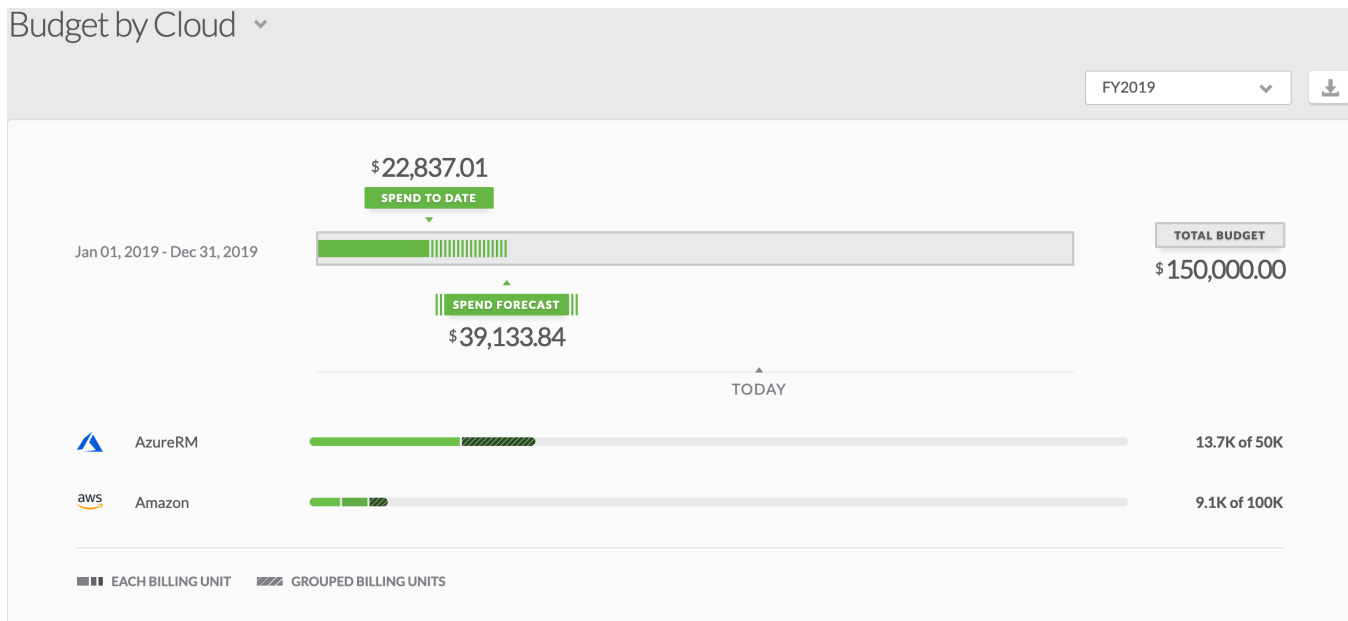 Budget by Cloud
FY2019
$22,837.01
SPEND TO DATE
Jan 01, 2019 - Dec 31, 2019
TOTAL BUDGET
$150,000.00
SPEND FORECAST
$39,133.84
TODAY
AzureRM
13.7K of 50K
aws
Amazon
9.1K of 100K
EACH BILLING UNIT
GROUPED BILLING UNITS